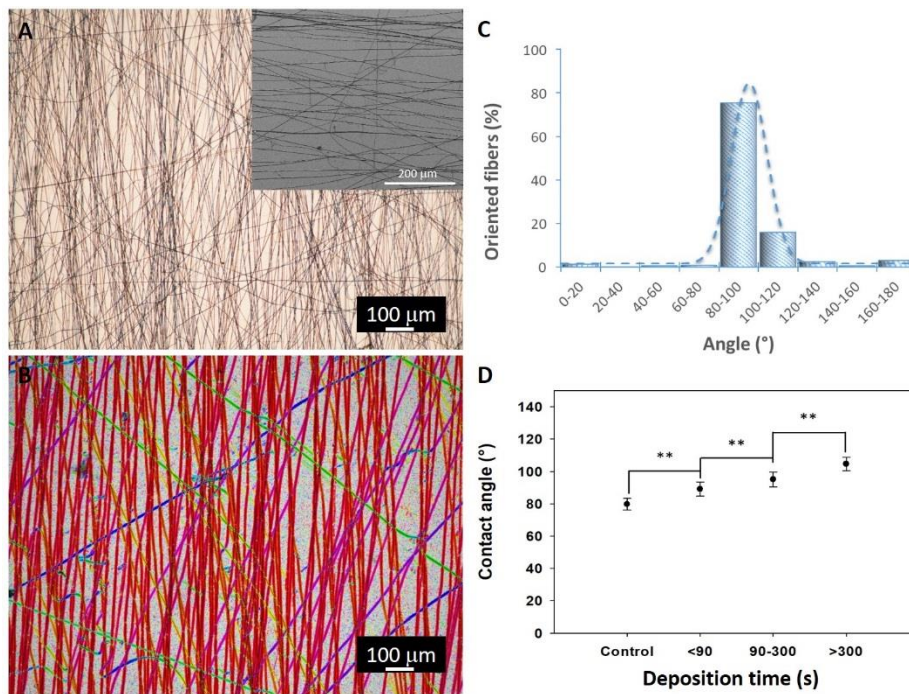 A
200 μm
100 μm
B
100 μm
C
Oriented fibers (%)
100
80
60
40
20
0
0-20
20-40
40-60
60-80
80-100
100-120
120-140
140-160
160-180
Angle (°)
D
Contact angle (°)
140
120
100
80
60
40
20
0
**
**
**
Control
<90
90-300
>300
Deposition time (s)